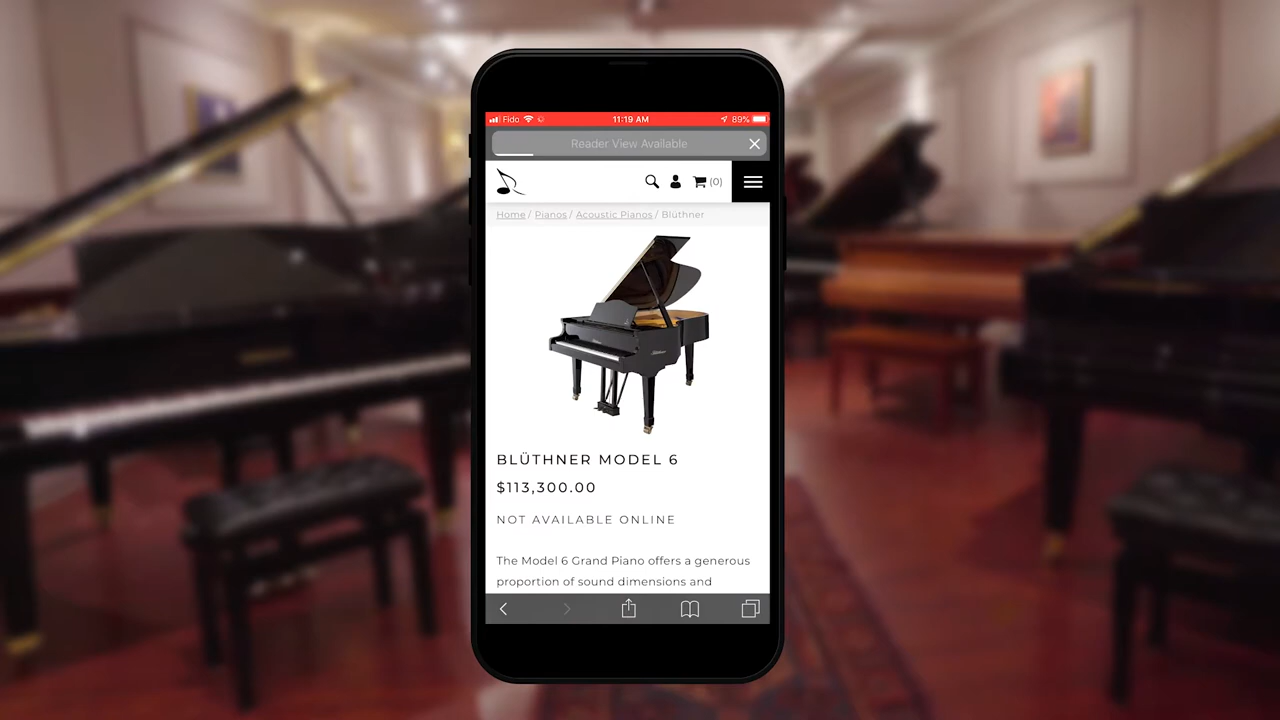 Fido 11:19 AM 89%
Reader View Available
(0)
Home / Pianos / Acoustic Pianos / Blüthner
BLÜTHNER MODEL 6
$113,300.00
NOT AVAILABLE ONLINE
The Model 6 Grand Piano offers a generous
proportion of sound dimensions and